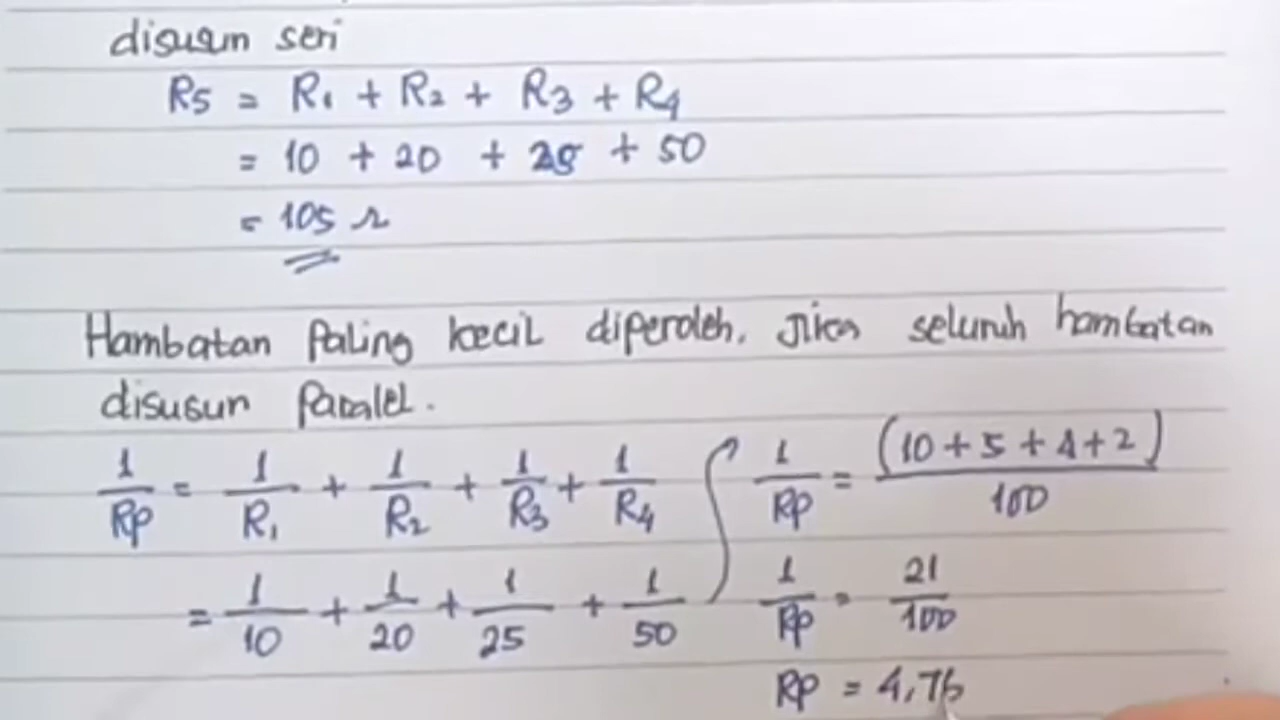 disusun seri
Rs = R₁ + R₂ + R₃ + R₄
= 10 + 20 + 25 + 50
= 105 Ω
Hambatan Paling kecil diperoleh, Jika seluruh hambatan
disusun Paralel.
1/Rp = 1/R₁ + 1/R₂ + 1/R₃ + 1/R₄
= 1/10 + 1/20 + 1/25 + 1/50
1/Rp = (10 + 5 + 4 + 2)/100
1/Rp = 21/100
Rp = 4,76